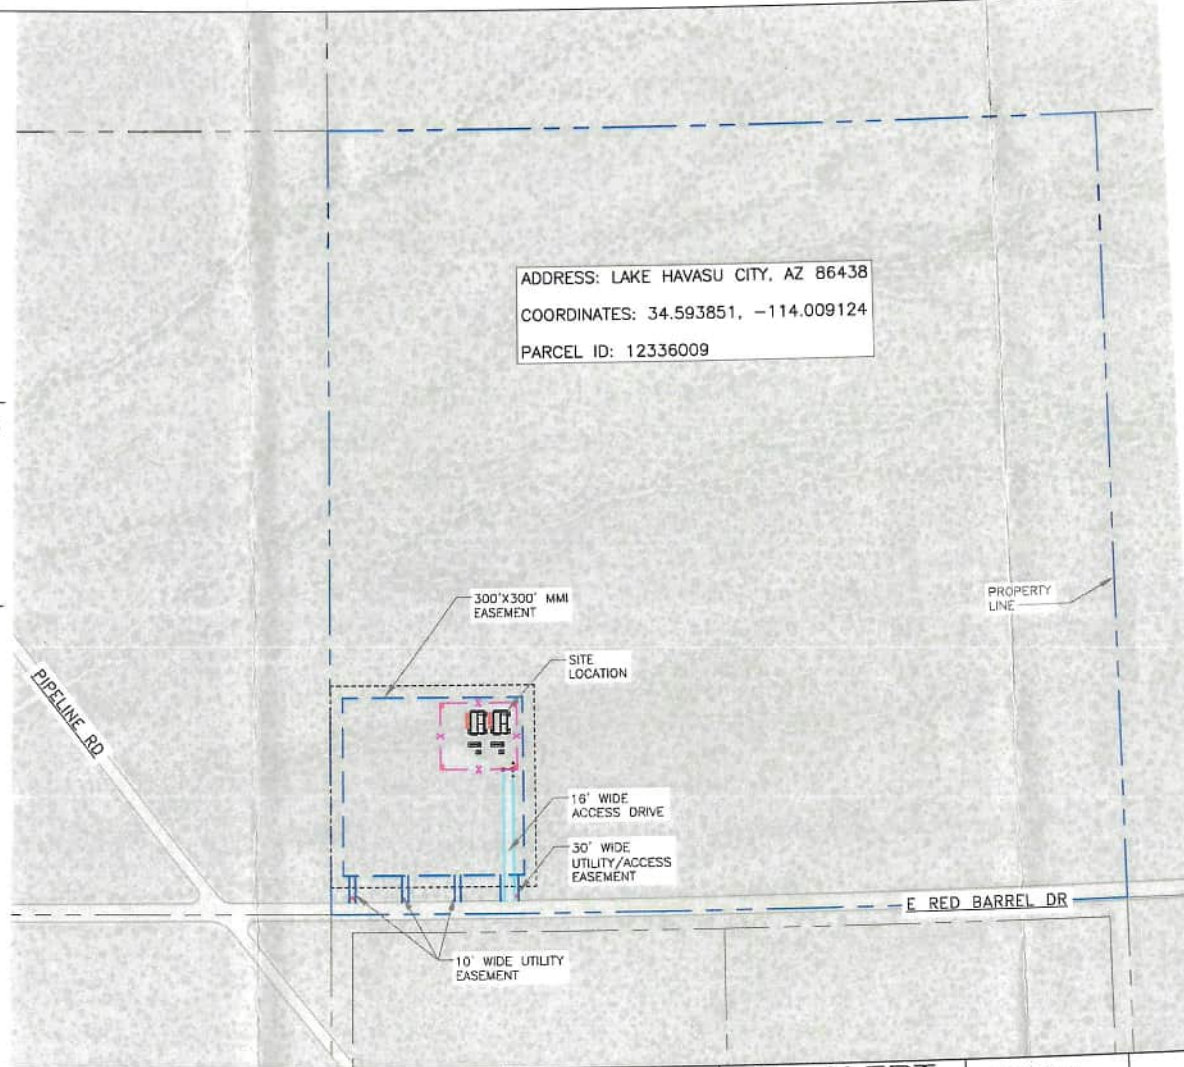 ADDRESS: LAKE HAVASU CITY, AZ 86438
COORDINATES: 34.593851, -114.009124
PARCEL ID: 12336009
300'X300' MMI
EASEMENT
PROPERTY
LINE
SITE
LOCATION
PIPELINE RD
16' WIDE
ACCESS DRIVE
30' WIDE
UTILITY/ACCESS
EASEMENT
E RED BARREL DR
10' WIDE UTILITY
EASEMENT